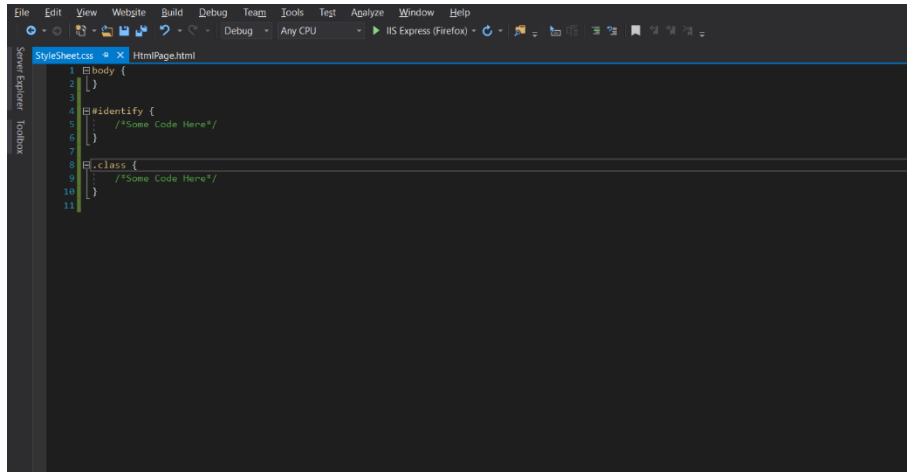 File Edit View Website Build Debug Team Tools Test Analyze Window Help
Debug Any CPU IIS Express (Firefox)
Server Explorer
Toolbox
StyleSheet.css HtmlPage.html
1 body {
2 }
3
4 #identify {
5 /*Some Code Here*/
6 }
7
8 .class {
9 /*Some Code Here*/
10 }
11